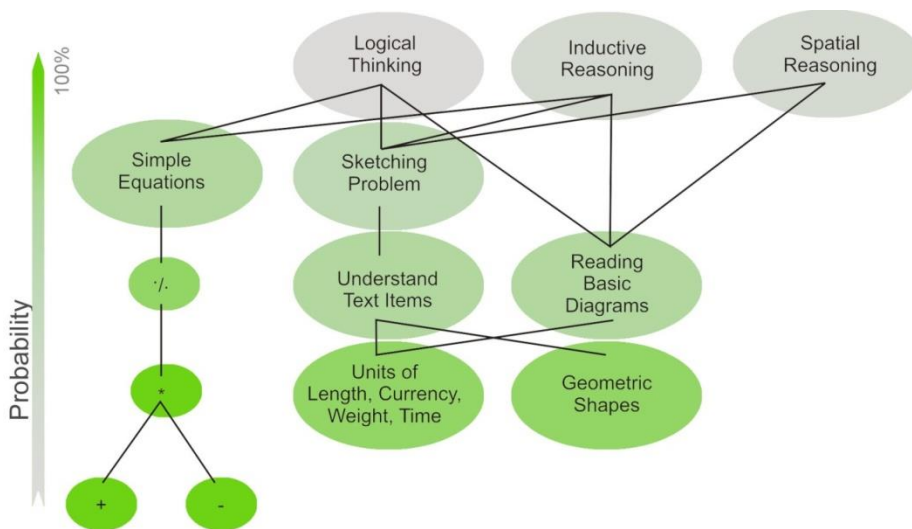 100%
Probability
Logical
Thinking
Inductive
Reasoning
Spatial
Reasoning
Simple
Equations
Sketching
Problem
·/.
Understand
Text Items
Reading
Basic
Diagrams
*
Units of
Length, Currency,
Weight, Time
Geometric
Shapes
+
-